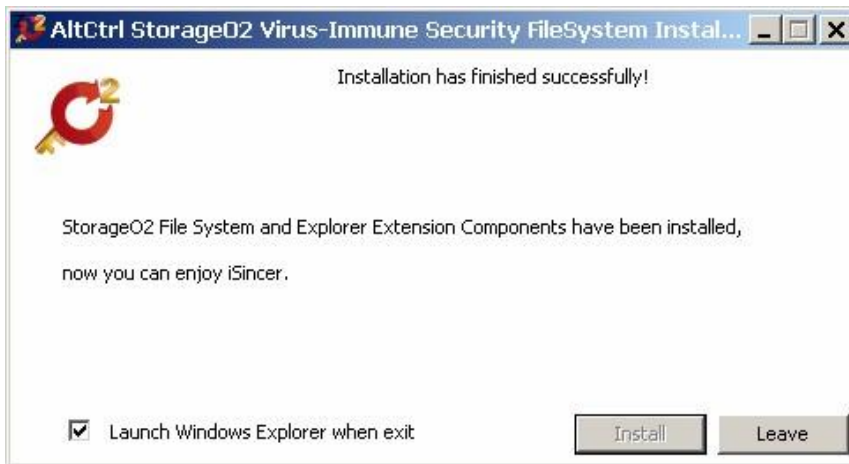 AltCtrl StorageO2 Virus-Immune Security FileSystem Instal...
Installation has finished successfully!
2
StorageO2 File System and Explorer Extension Components have been installed,
now you can enjoy iSincer.
Launch Windows Explorer when exit
Install
Leave